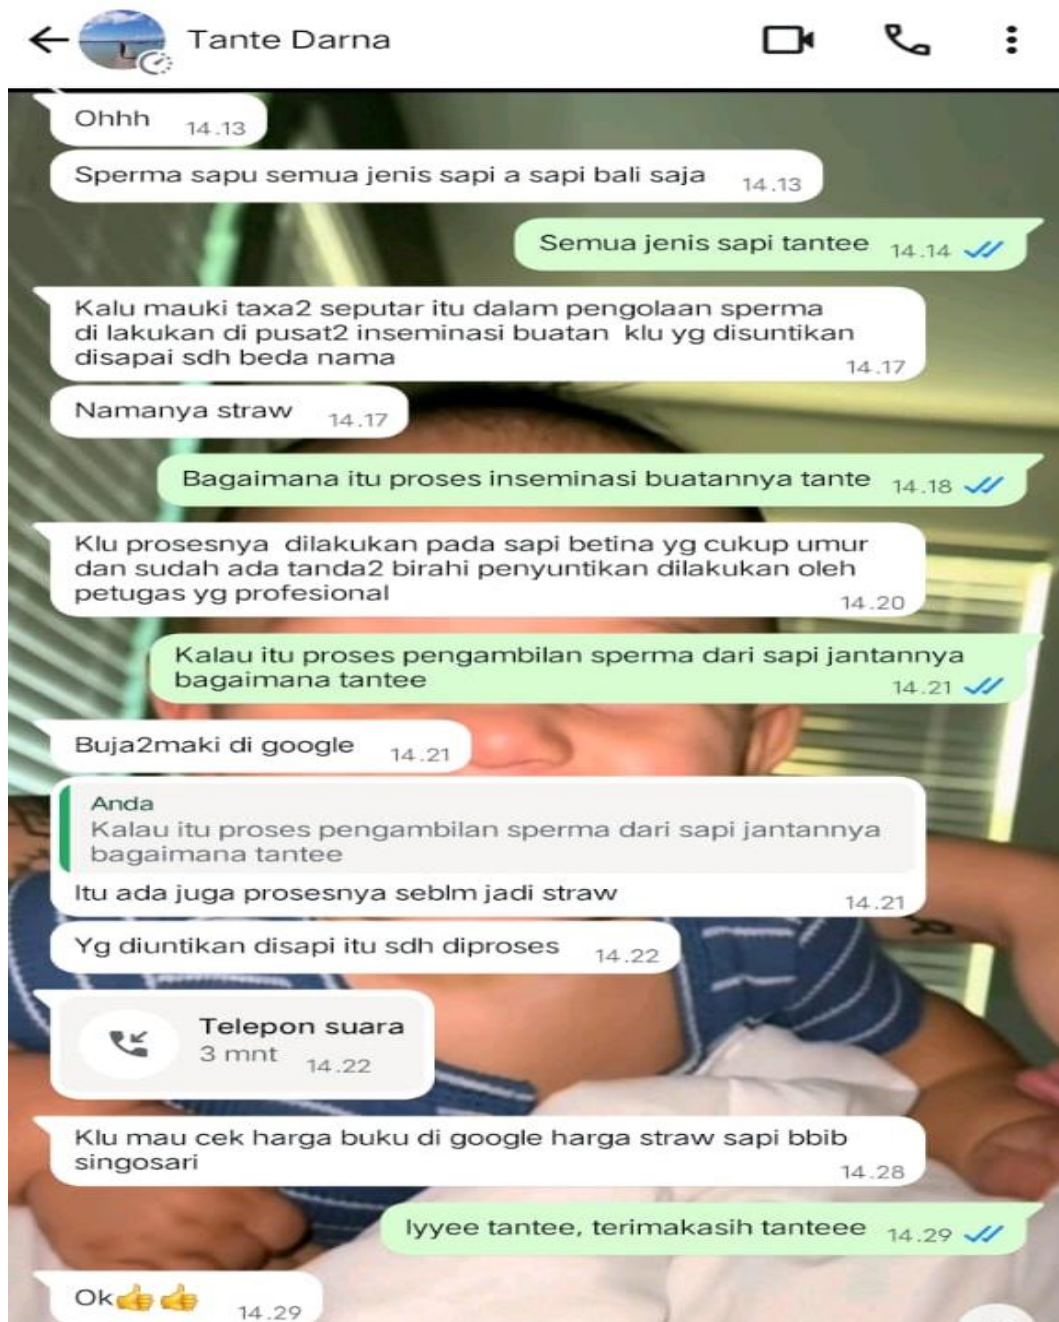 Tante Darna
Ohhh 14.13
Sperma sapu semua jenis sapi a sapi bali saja 14.13
Semua jenis sapi tantee 14.14
Kalu mauki taxa2 seputar itu dalam pengolaan sperma
di lakukan di pusat2 inseminasi buatan klu yg disuntikan
disapai sdh beda nama
14.17
Namanya straw 14.17
Bagaimana itu proses inseminasi buatannya tante 14.18
Klu prosesnya dilakukan pada sapi betina yg cukup umur
dan sudah ada tanda2 birahi penyuntikan dilakukan oleh
petugas yg profesional
14.20
Kalau itu proses pengambilan sperma dari sapi jantannya
bagaimana tantee
14.21
Buja2maki di google 14.21
Anda
Kalau itu proses pengambilan sperma dari sapi jantannya
bagaimana tantee
Itu ada juga prosesnya seblm jadi straw 14.21
Yg diuntikan disapi itu sdh diproses 14.22
Telepon suara
3 mnt 14.22
Klu mau cek harga buku di google harga straw sapi bbib
singosari
14.28
Iyyee tantee, terimakasih tanteee 14.29
Ok👍👍 14.29